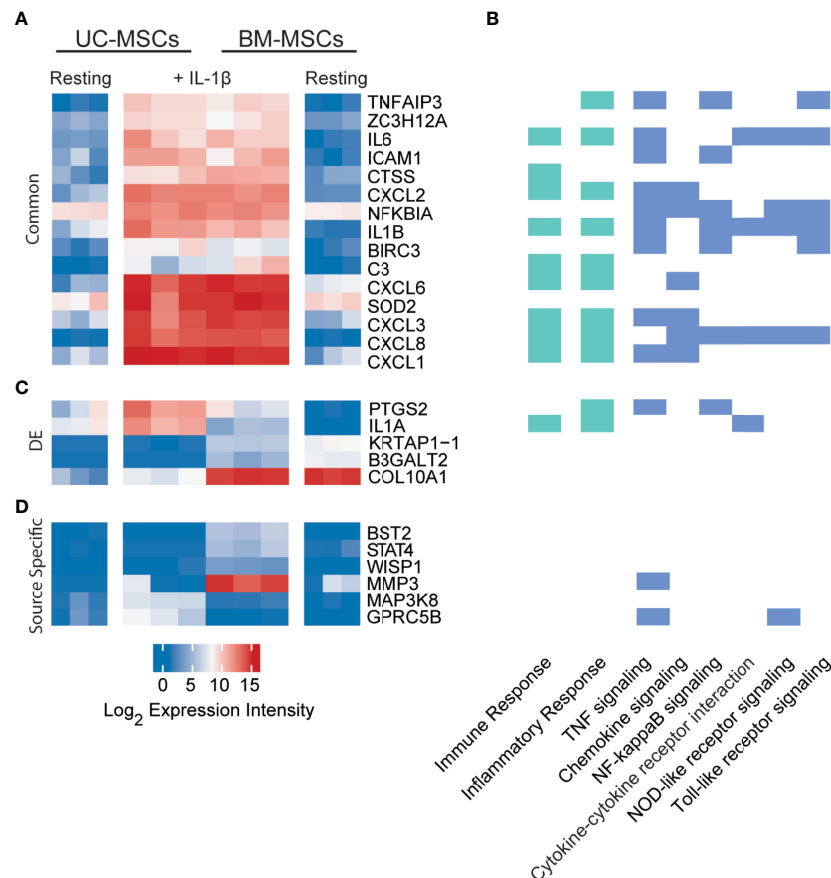 A
B
UC-MSCs BM-MSCs
Resting + IL-1β Resting
Common
TNFAIP3
ZC3H12A
IL6
ICAM1
CTSS
CXCL2
NFKBIA
IL1B
BIRC3
C3
CXCL6
SOD2
CXCL3
CXCL8
CXCL1
C
DE
PTGS2
IL1A
KRTAP1-1
B3GALT2
COL10A1
D
Source Specific
BST2
STAT4
WISP1
MMP3
MAP3K8
GPRC5B
0 5 10 15
Log2 Expression Intensity
Immune Response
Inflammatory Response
TNF signaling
Chemokine signaling
NF-kappaB signaling
Cytokine-cytokine receptor interaction
NOD-like receptor signaling
Toll-like receptor signaling